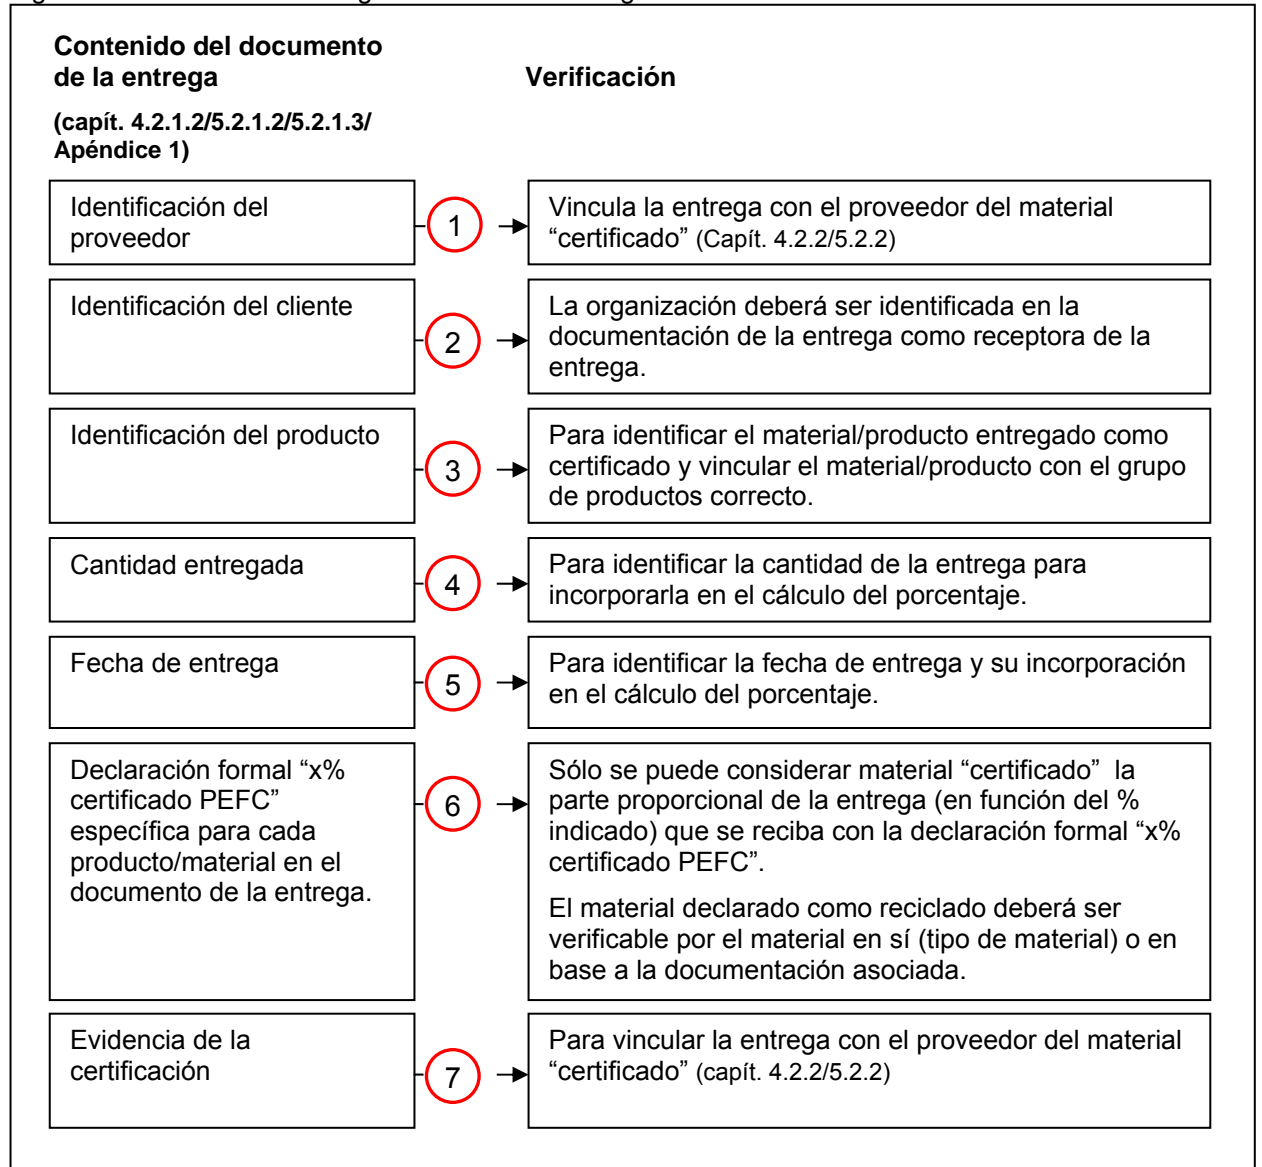 Contenido del documento
de la entrega
Verificación
(capít. 4.2.1.2/5.2.1.2/5.2.1.3/
Apéndice 1)
Identificación del
proveedor
1
Vincula la entrega con el proveedor del material
“certificado” (Capít. 4.2.2/5.2.2)
Identificación del cliente
2
La organización deberá ser identificada en la
documentación de la entrega como receptora de la
entrega.
Identificación del producto
3
Para identificar el material/producto entregado como
certificado y vincular el material/producto con el grupo
de productos correcto.
Cantidad entregada
4
Para identificar la cantidad de la entrega para
incorporarla en el cálculo del porcentaje.
Fecha de entrega
5
Para identificar la fecha de entrega y su incorporación
en el cálculo del porcentaje.
Declaración formal “x%
certificado PEFC”
específica para cada
producto/material en el
documento de la entrega.
6
Sólo se puede considerar material “certificado” la
parte proporcional de la entrega (en función del %
indicado) que se reciba con la declaración formal “x%
certificado PEFC”.
El material declarado como reciclado deberá ser
verificable por el material en sí (tipo de material) o en
base a la documentación asociada.
Evidencia de la
certificación
7
Para vincular la entrega con el proveedor del material
“certificado” (capít. 4.2.2/5.2.2)